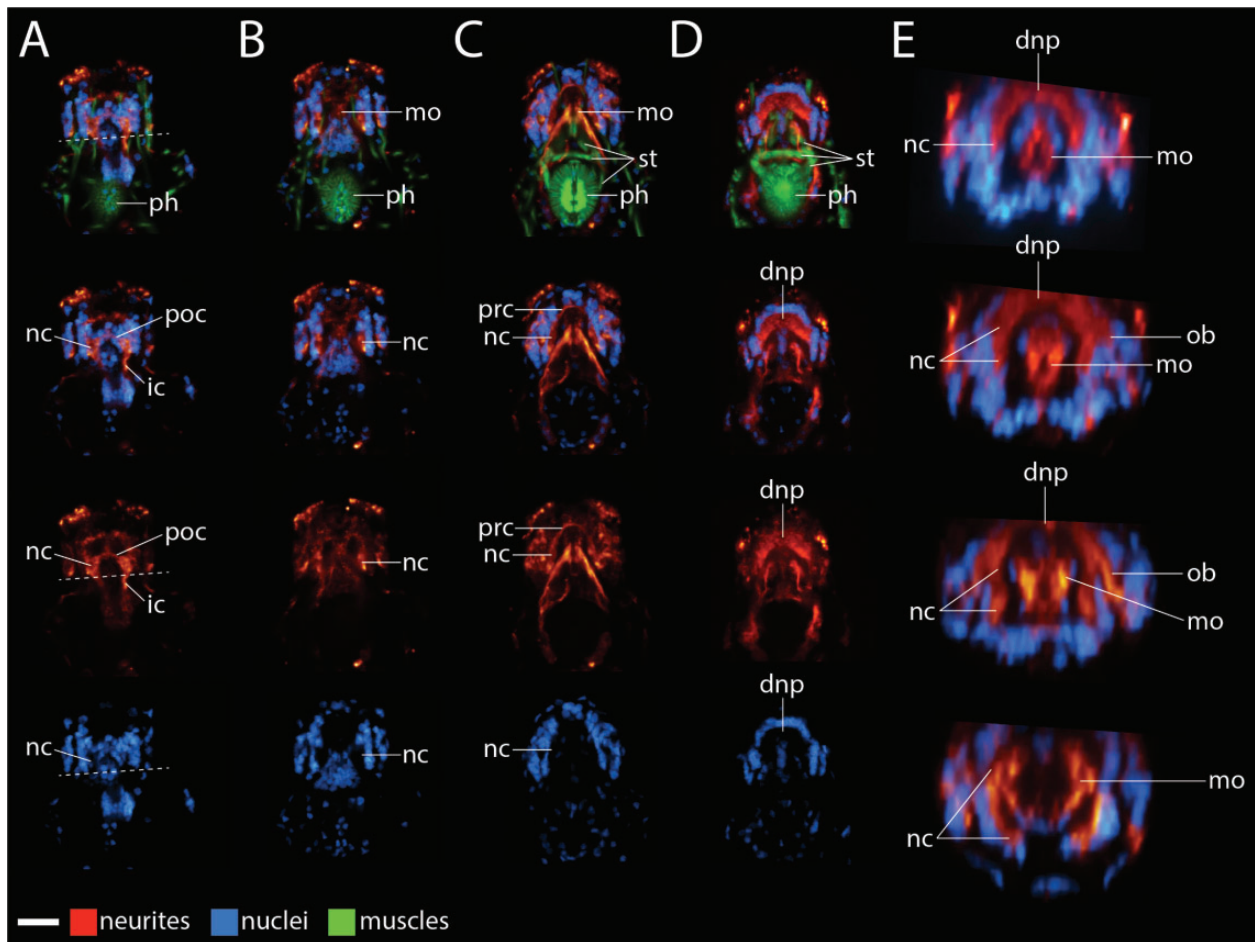 A B C D E
dnp
mo
nc
mo
st
st
ph
ph
ph
ph
dnp
dnp
prc
nc
poc
nc
nc
ob
nc
mo
ic
dnp
dnp
prc
poc
nc
nc
nc
ob
ic
nc
mo
dnp
nc
nc
nc
mo
nc
neurites nuclei muscles